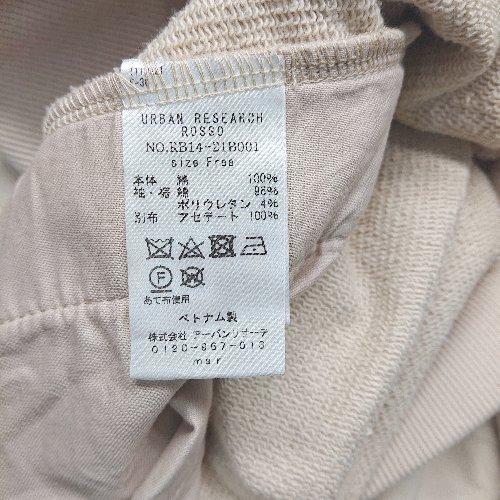 URBAN RESEARCH
ROSSO
NO.RB14-21B001
Size Free
本体 綿 100%
袖・裾 綿 96%
ポリウレタン 4%
別布 アセテート 100%
F W
あて布使用
ベトナム製
株式会社 アーバンリサーチ
0120-967-013
mar